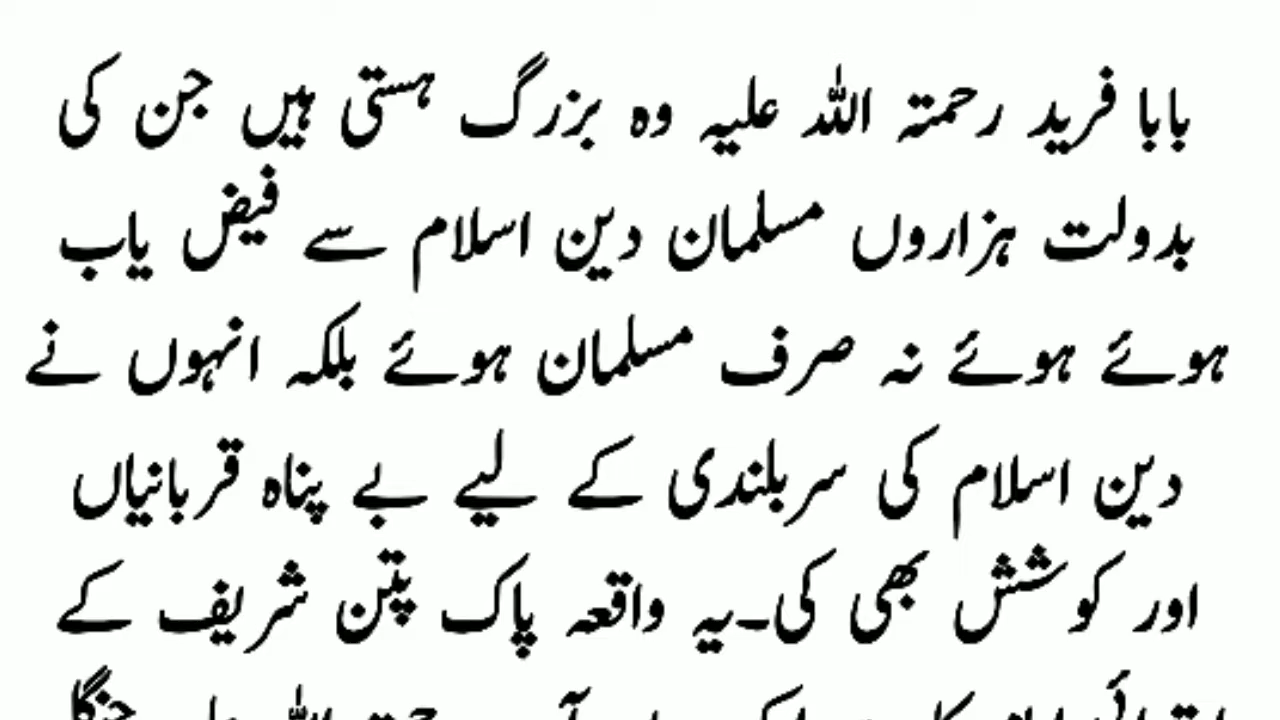 بابا فرید رحمتہ اللہ علیہ وہ بزرگ ہستی ہیں جن کی
بدولت ہزاروں مسلمان دین اسلام سے فیض یاب
ہوئے ہوئے نہ صرف مسلمان ہوئے بلکہ انہوں نے
دین اسلام کی سربلندی کے لیے بے پناہ قربانیاں
اور کوشش بھی کی۔یہ واقعہ پاک پتن شریف کے